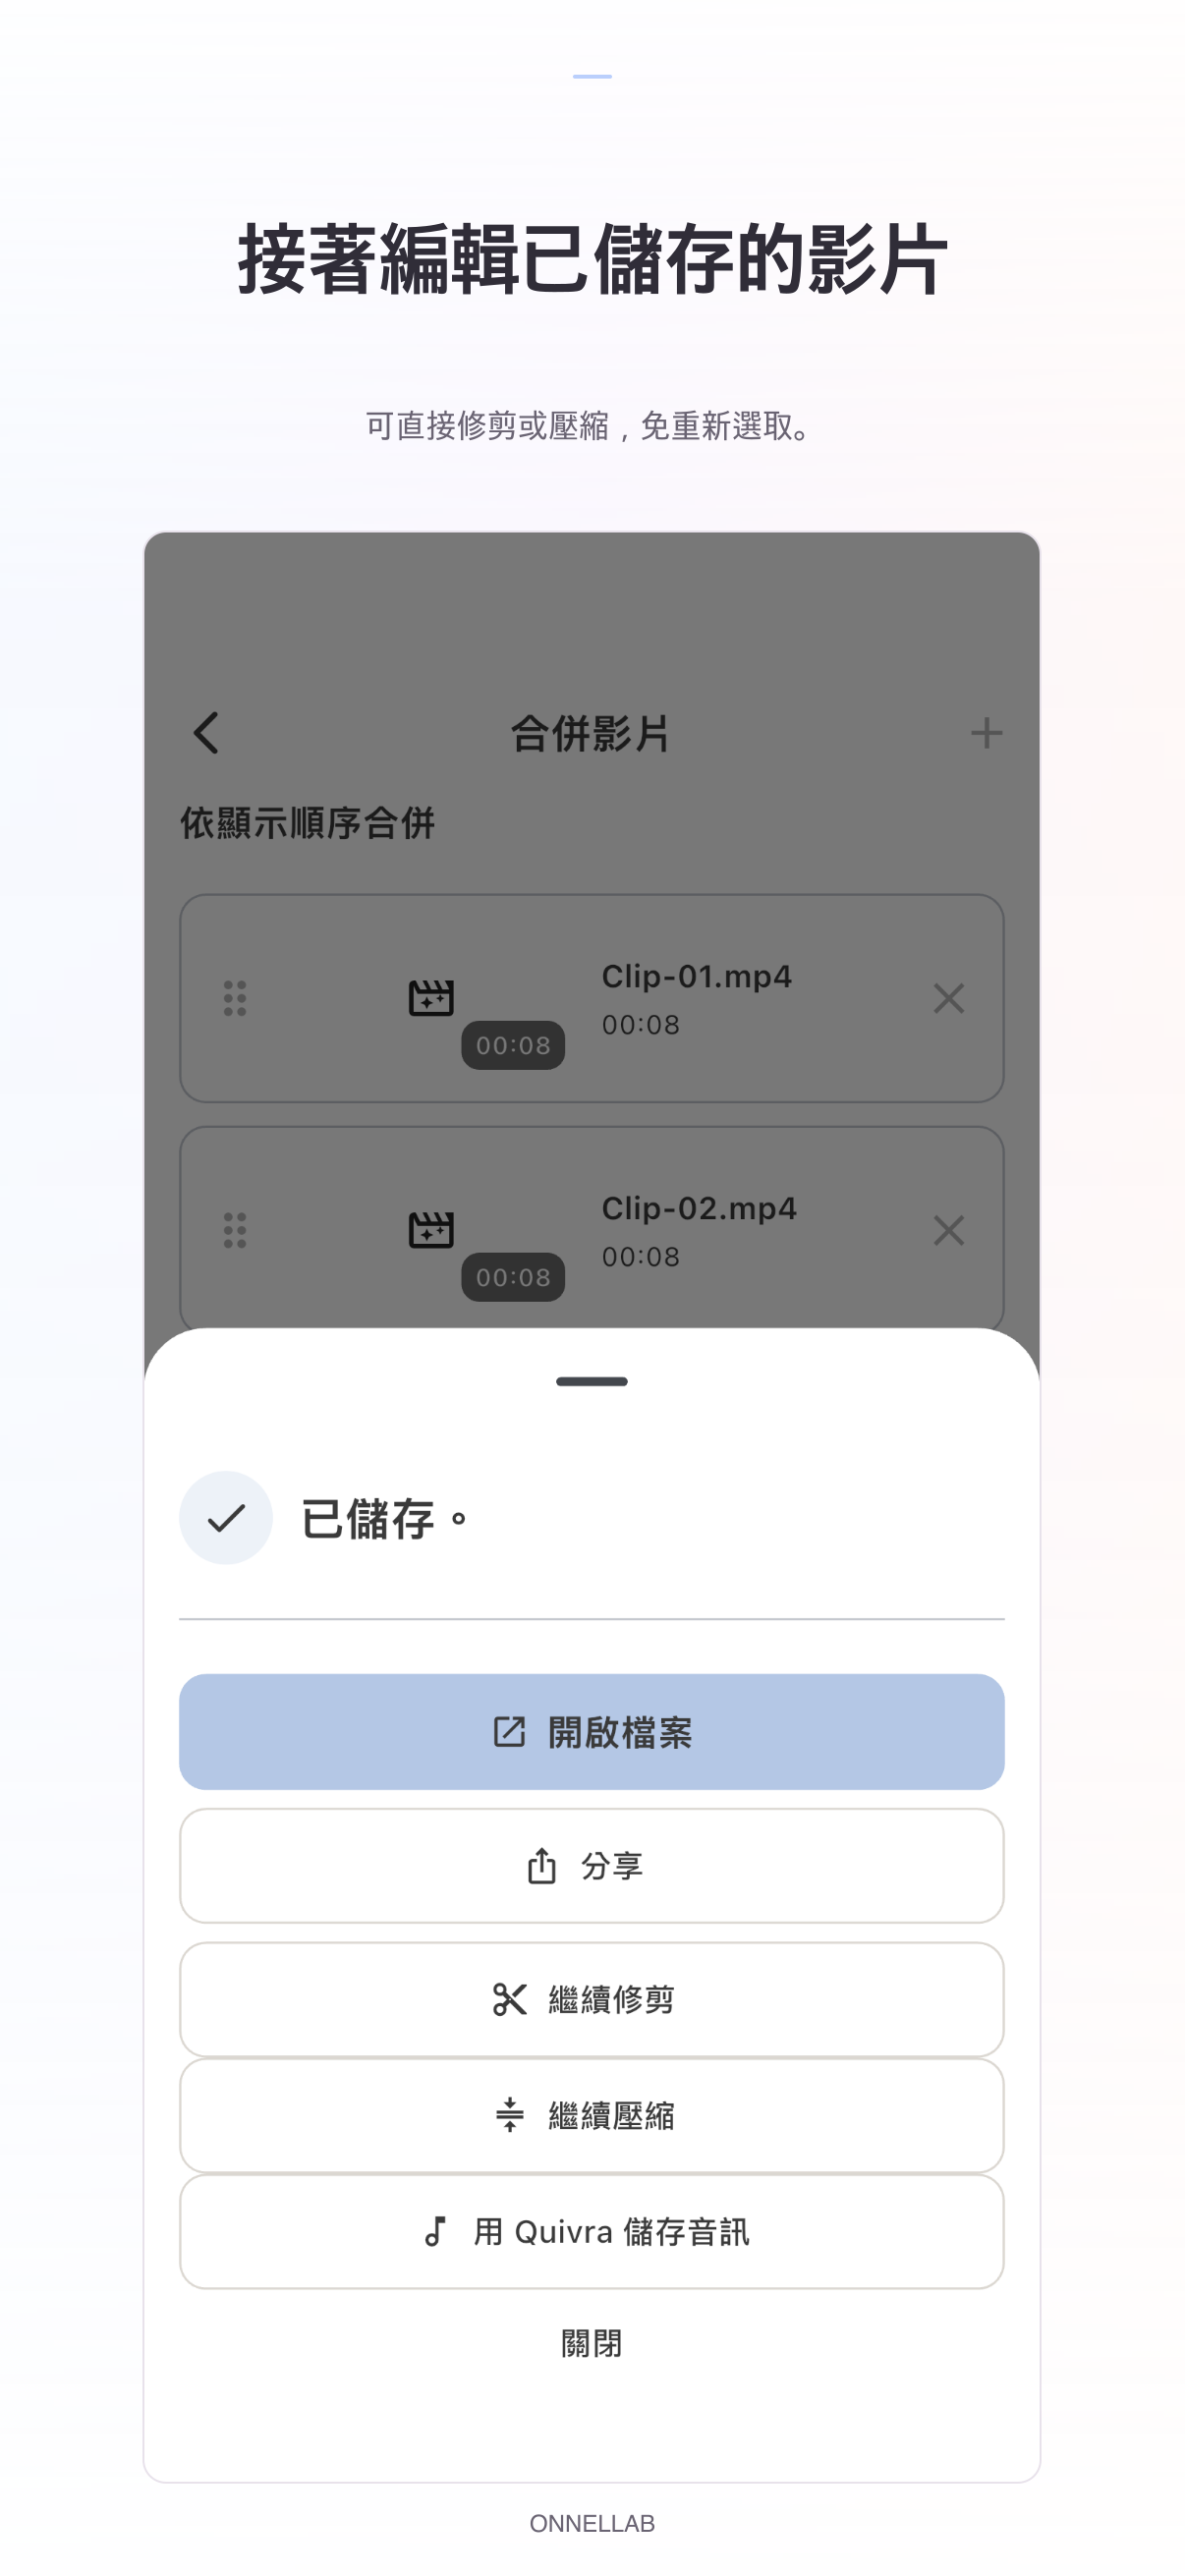 接著編輯已儲存的影片
可直接修剪或壓縮，免重新選取。
合併影片
依顯示順序合併
Clip-01.mp4
00:08
00:08
Clip-02.mp4
00:08
00:08
已儲存。
開啟檔案
分享
繼續修剪
繼續壓縮
用 Quivra 儲存音訊
關閉
ONNELLAB